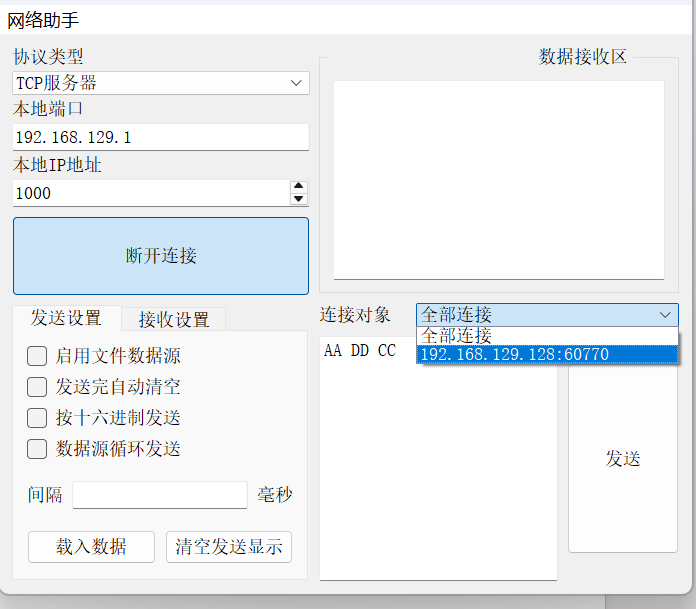 网络助手
协议类型
TCP服务器
本地端口
192.168.129.1
本地IP地址
1000
断开连接
发送设置
接收设置
启用文件数据源
发送完自动清空
按十六进制发送
数据源循环发送
间隔
毫秒
载入数据
清空发送显示
数据接收区
连接对象
全部连接
全部连接
192.168.129.128:60770
AA DD CC
发送